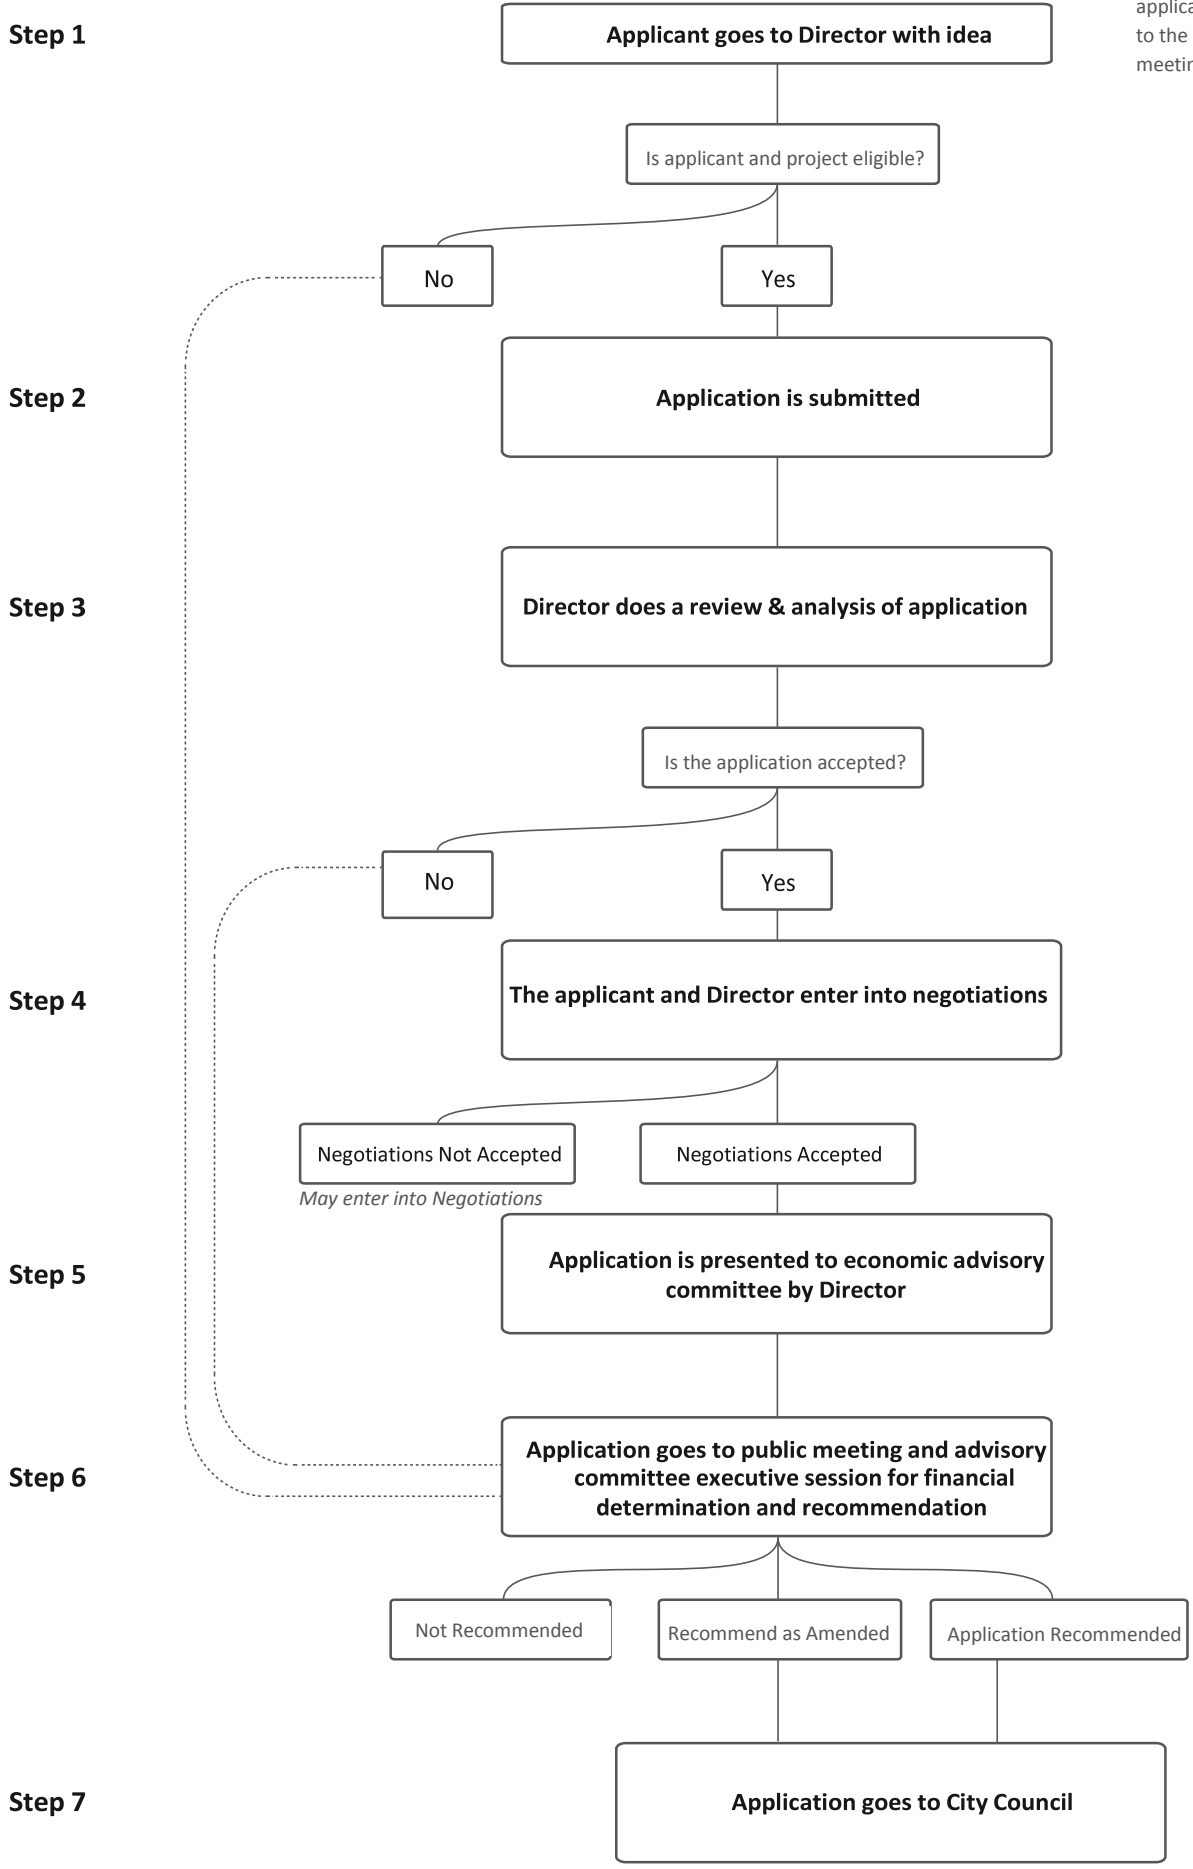 Step 1
Applicant goes to Director with idea
to the
Is applicant and project eligible?
No
Yes
Step 2
Application is submitted
Step 3
Director does a review & analysis of application
Is the application accepted?
No
Yes
Step 4
The applicant and Director enter into negotiations
Negotiations Not Accepted
Negotiations Accepted
May enter into Negotiations
Step 5
Application is presented to economic advisory
committee by Director
Step 6
Application goes to public meeting and advisory
committee executive session for financial
determination and recommendation
Not Recommended
Recommend as Amended
Application Recommended
Step 7
Application goes to City Council